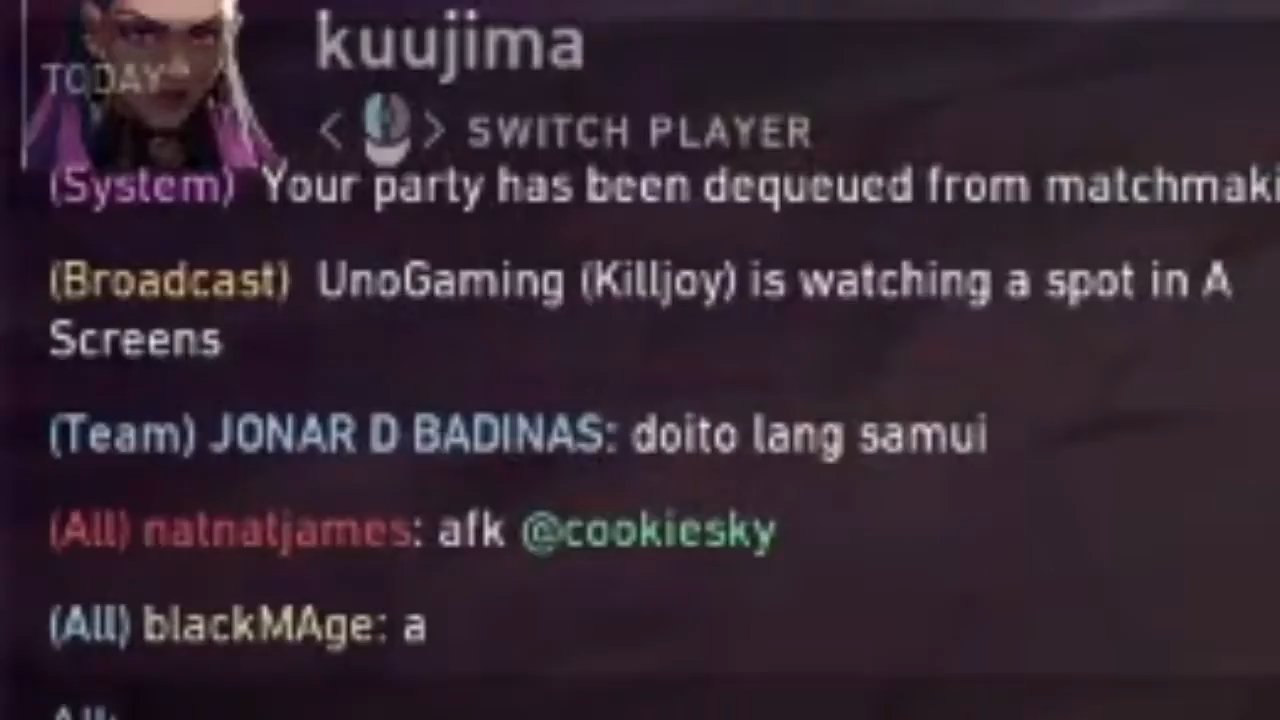 kuujima
TODAY
< > SWITCH PLAYER
(System) Your party has been dequeued from matchmaki
(Broadcast) UnoGaming (Killjoy) is watching a spot in A
Screens
(Team) JONAR D BADINAS: doito lang samui
(All) natnatjames: afk @cookiesky
(All) blackMAge: a